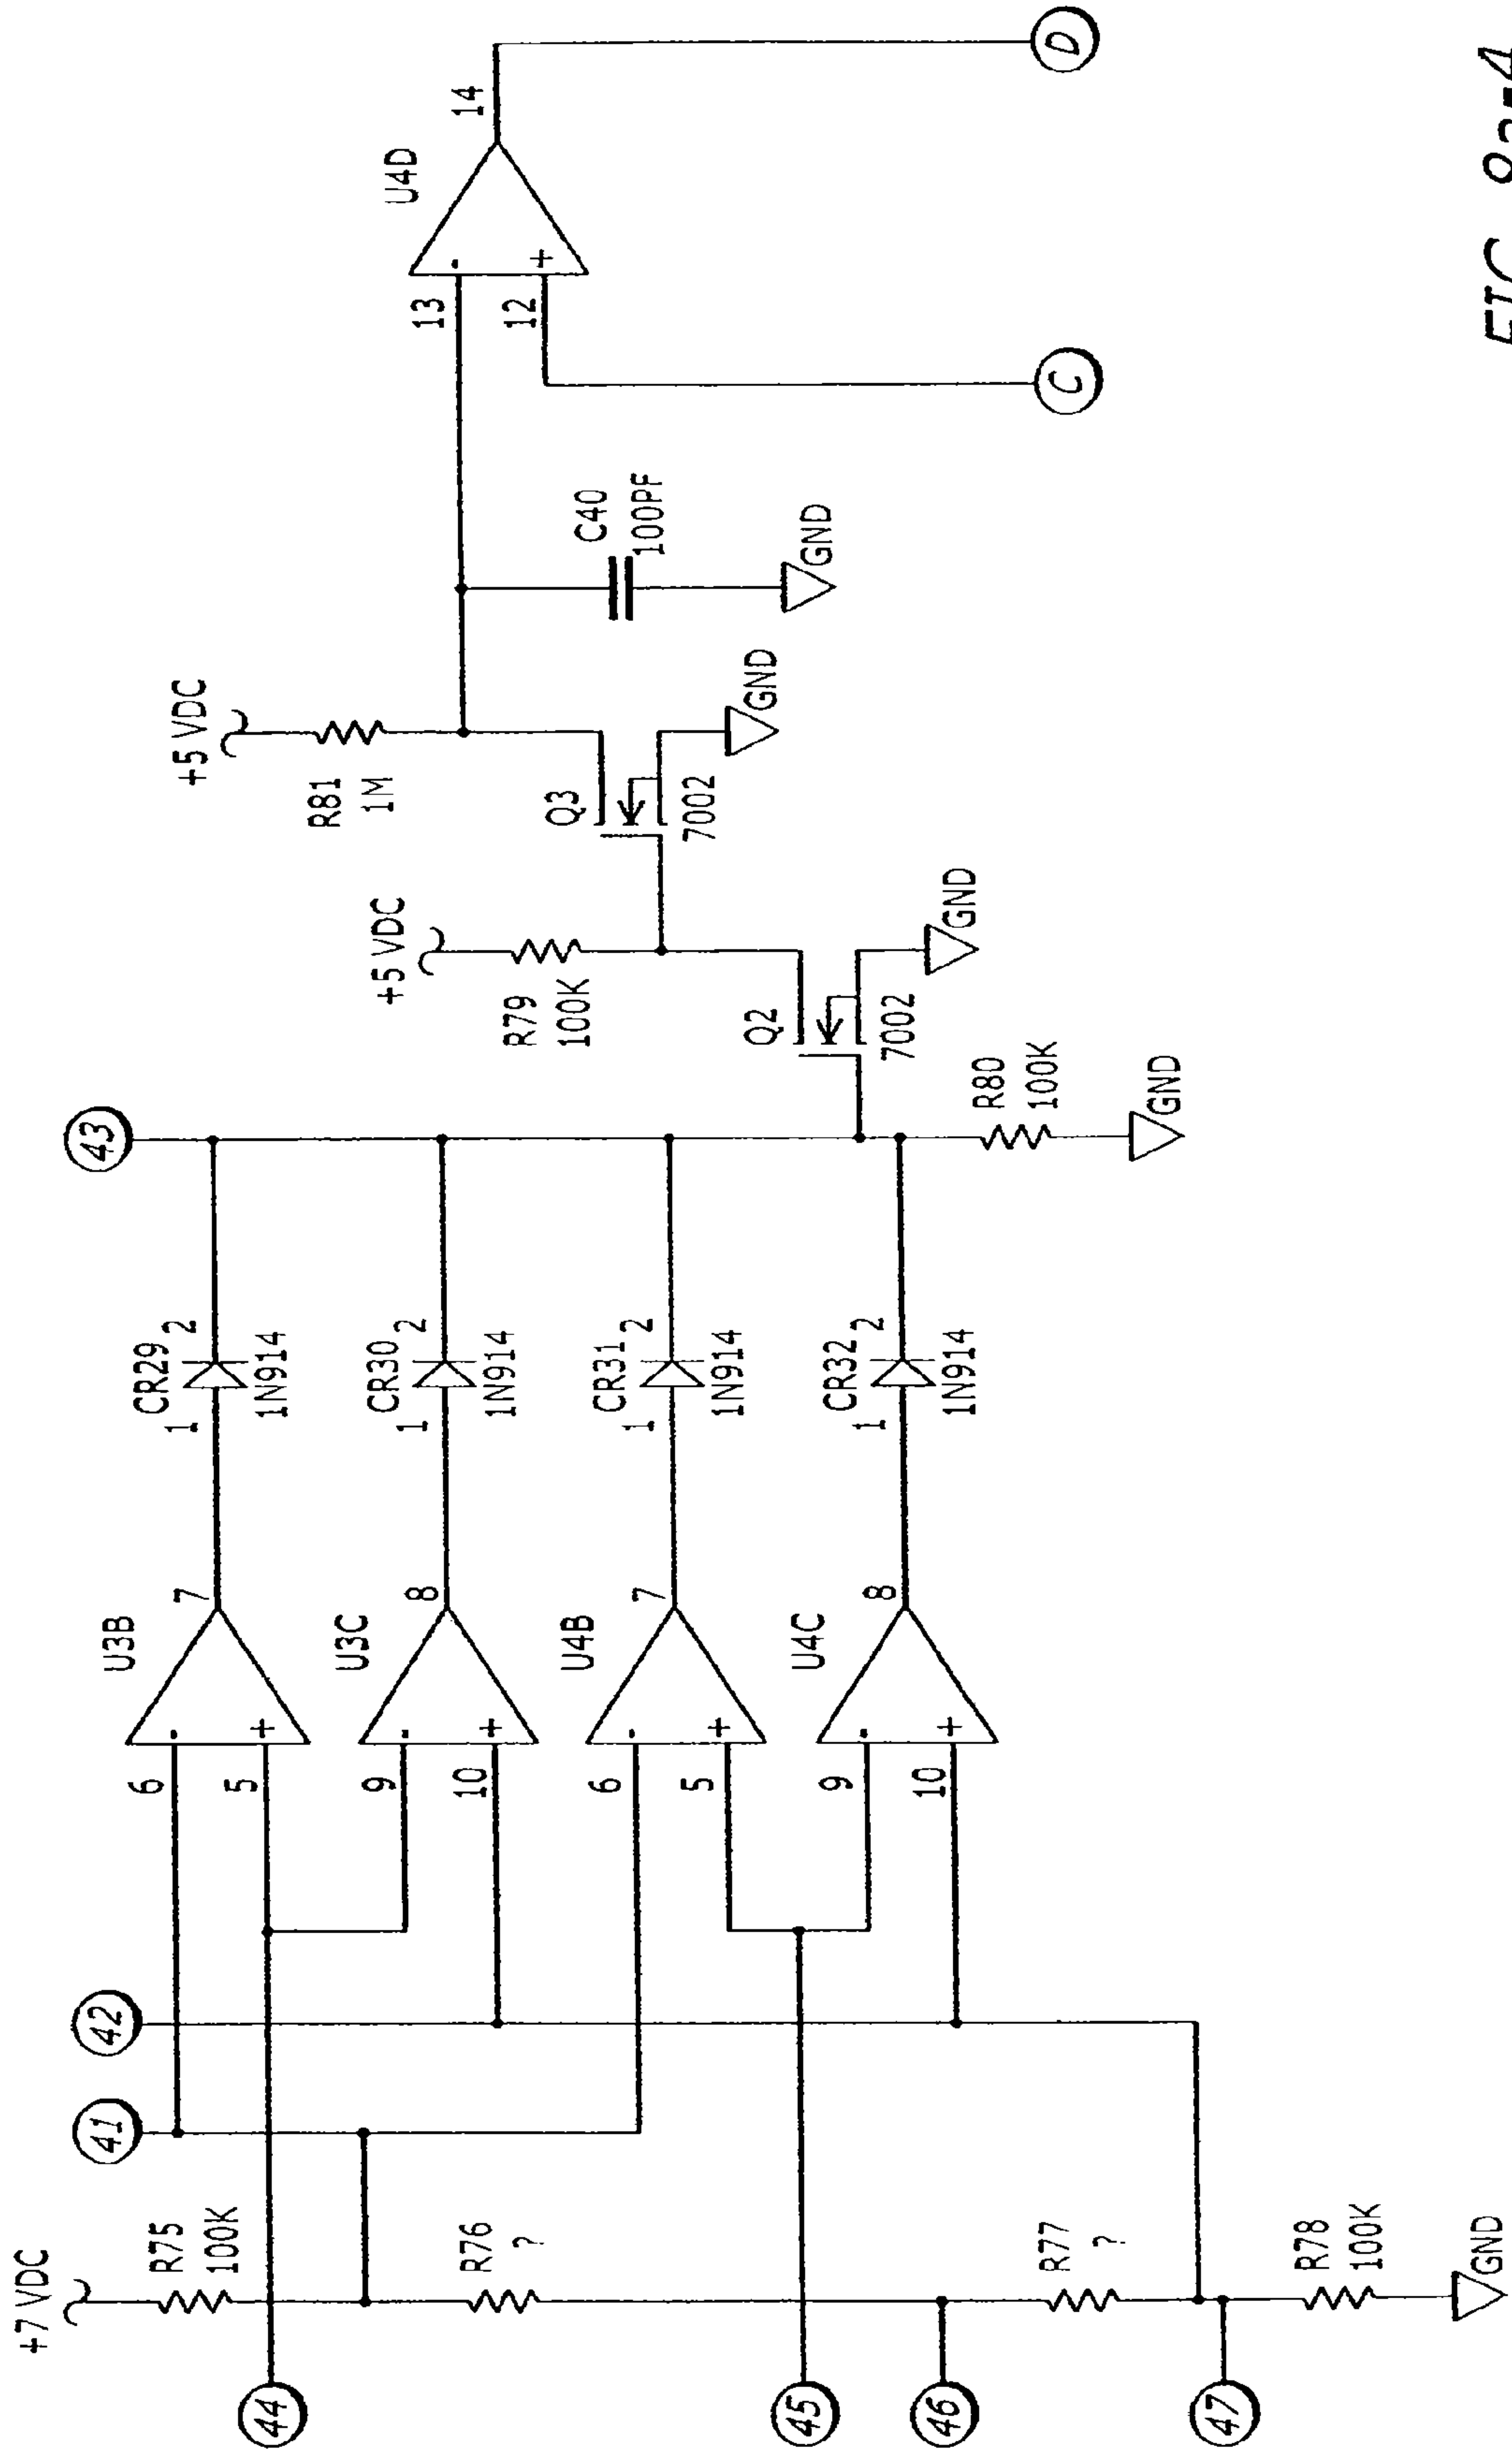 +7 VDC
R75
100K
R76
?
R77
?
R78
100K
GND
44
45
46
47
41
42
43
6
5
-
+
U3B
7
9
10
-
+
U3C
8
6
5
-
+
U4B
7
9
10
-
+
U4C
8
1
CR29
2
1N914
1
CR30
2
1N914
1
CR31
2
1N914
1
CR32
2
1N914
R80
100K
GND
+5 VDC
R79
100K
Q2
7002
GND
+5 VDC
R81
1M
Q3
7002
GND
C40
100PF
GND
13
12
-
+
U4D
14
C
D
FIG. 8a-4